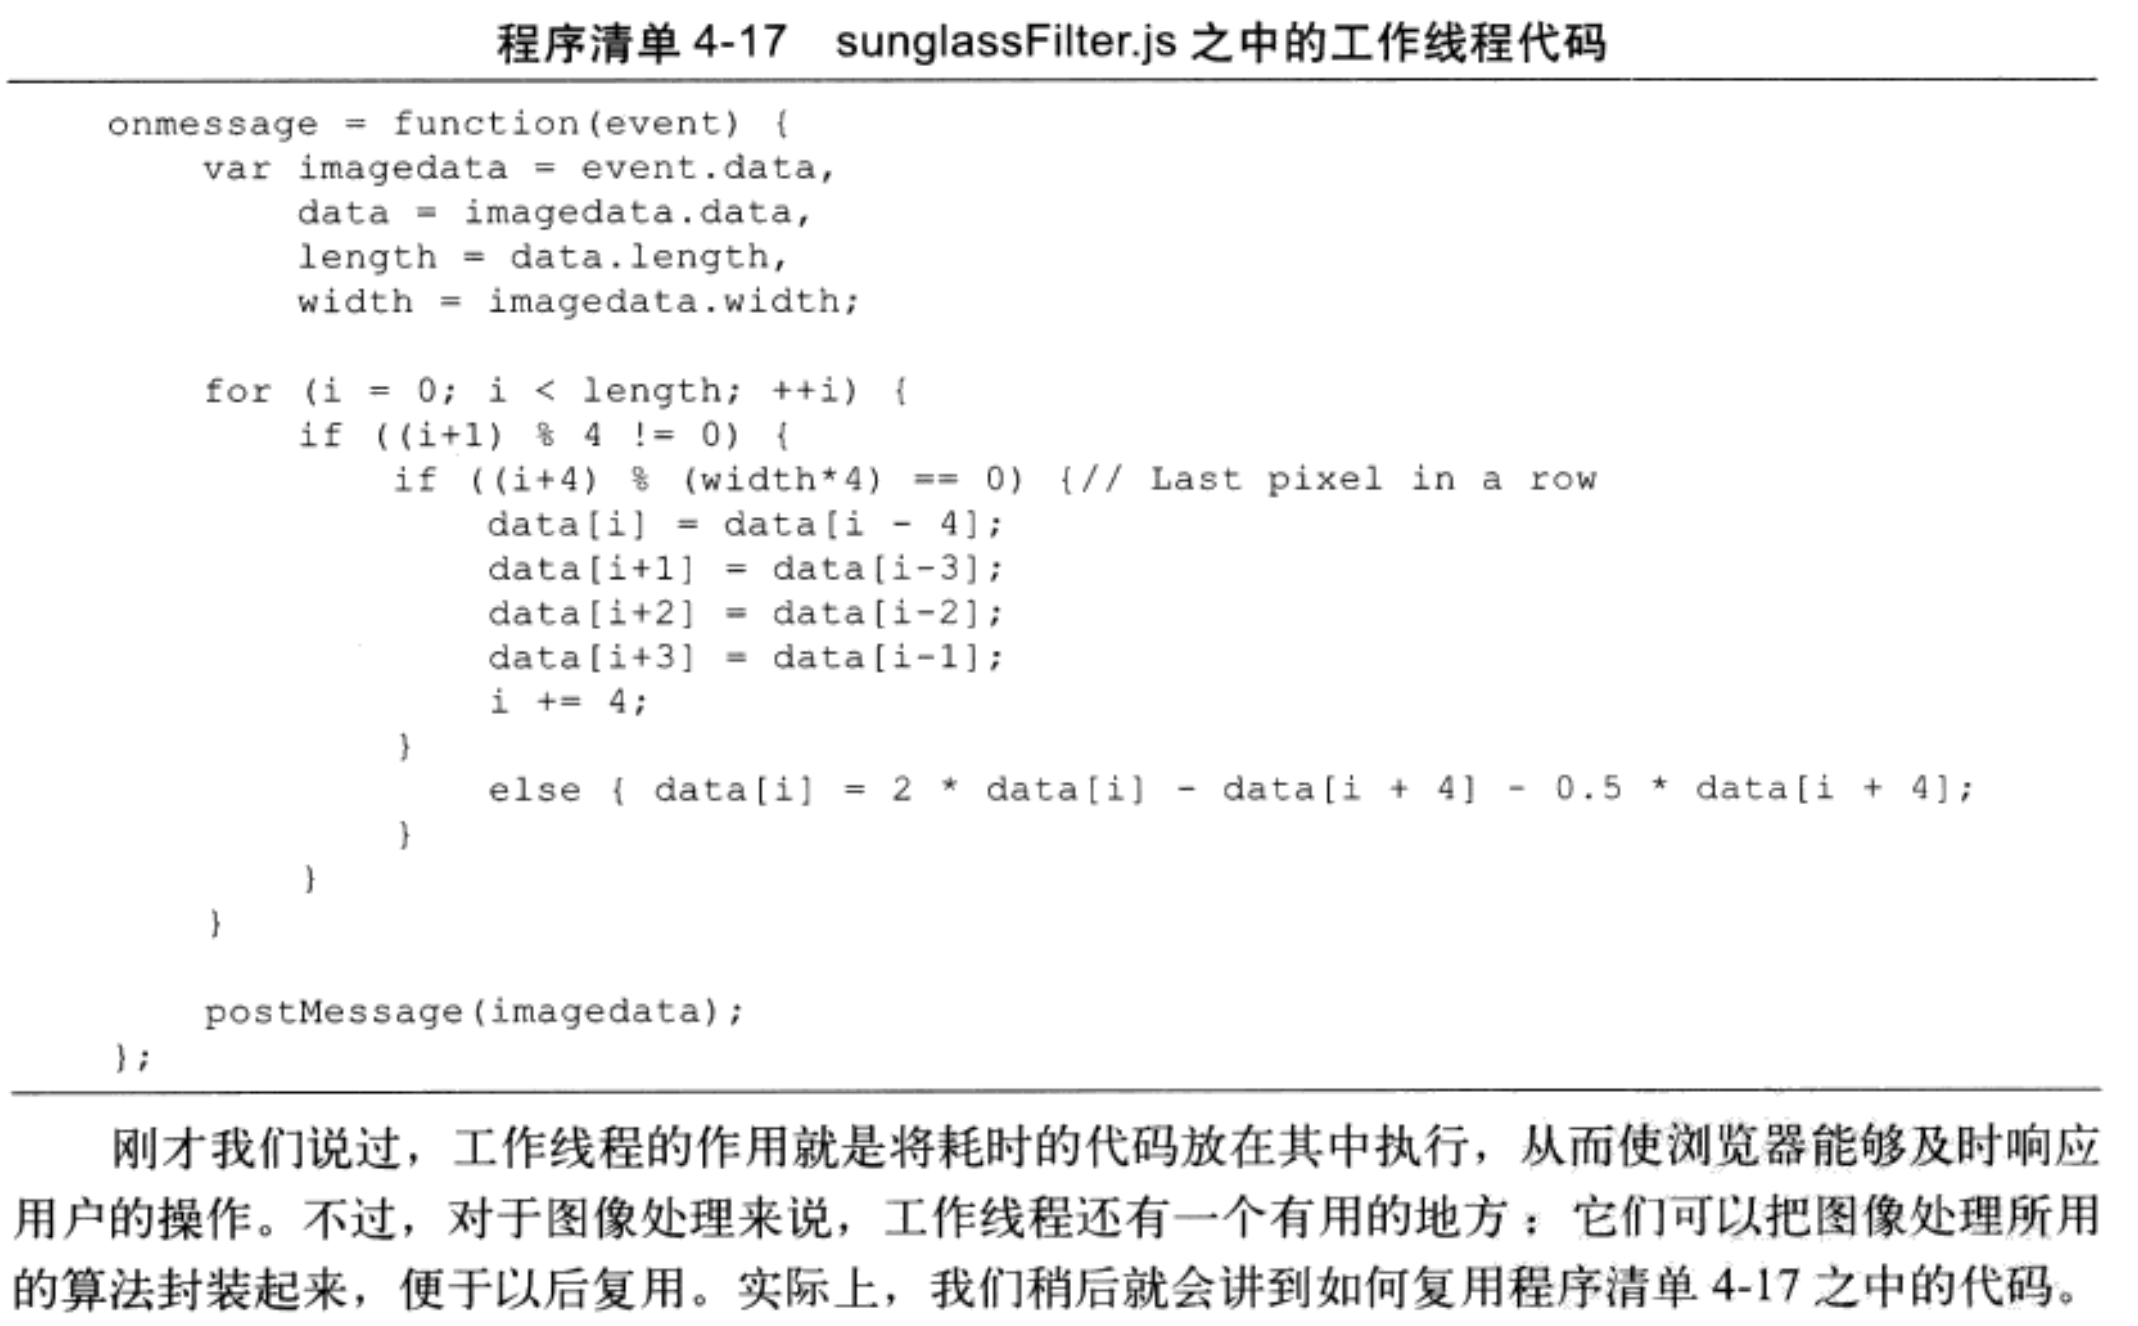 程序清单 4-17 sunglassFilter.js 之中的工作线程代码
onmessage = function(event) {
    var imagedata = event.data,
        data = imagedata.data,
        length = data.length,
        width = imagedata.width;
    for (i = 0; i < length; ++i) {
        if ((i+1) % 4 != 0) {
            if ((i+4) % (width*4) == 0) {// Last pixel in a row
                data[i] = data[i - 4];
                data[i+1] = data[i-3];
                data[i+2] = data[i-2];
                data[i+3] = data[i-1];
                i += 4;
            }
                else { data[i] = 2 * data[i] - data[i + 4] - 0.5 * data[i + 4];
            }
        }
    }
    postMessage(imagedata);
};
刚才我们说过，工作线程的作用就是将耗时的代码放在其中执行，从而使浏览器能够及时响应
用户的操作。不过，对于图像处理来说，工作线程还有一个有用的地方：它们可以把图像处理所用
的算法封装起来，便于以后复用。实际上，我们稍后就会讲到如何复用程序清单 4-17 之中的代码。